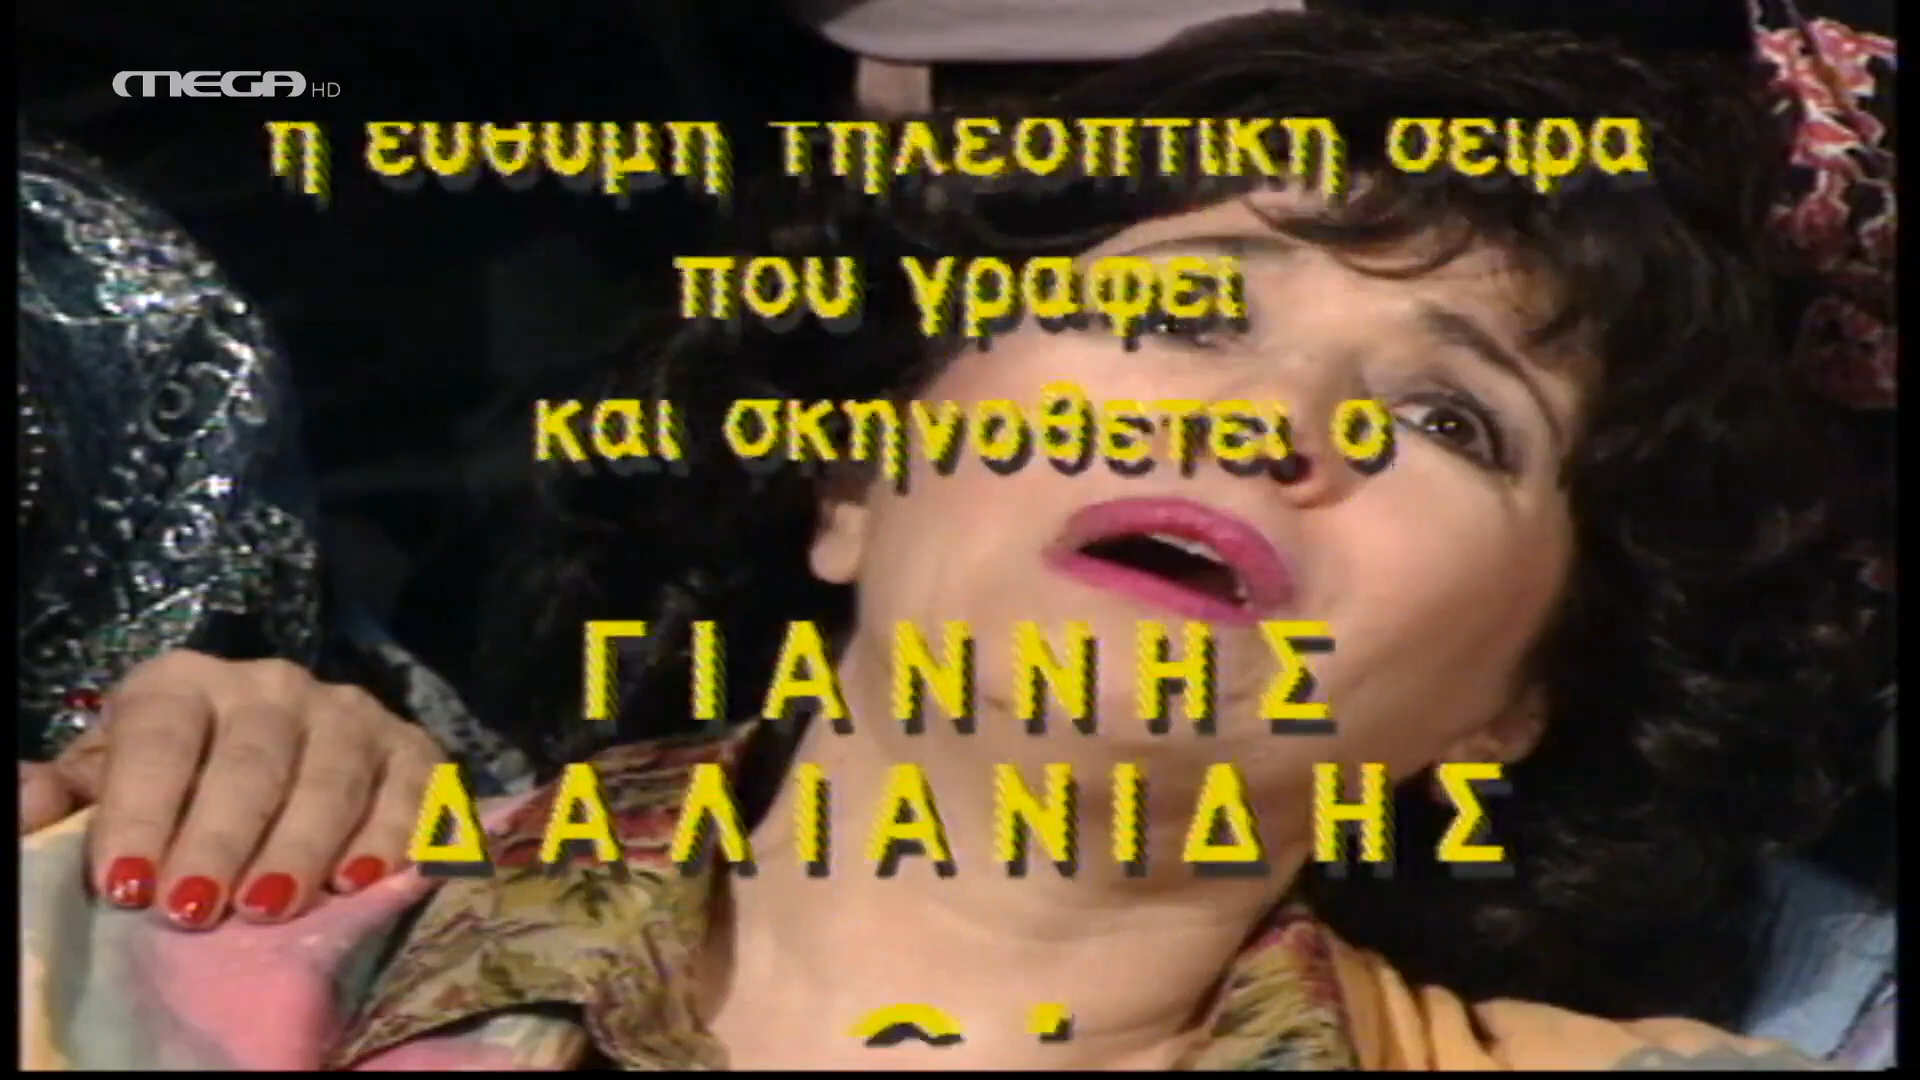 MEGA HD
η ευθυμη τηλεοπτικη σειρα
που γραφει
και σκηνοθετει ο
ΓΙΑΝΝΗΣ
ΔΑΛΙΑΝΙΔΗΣ